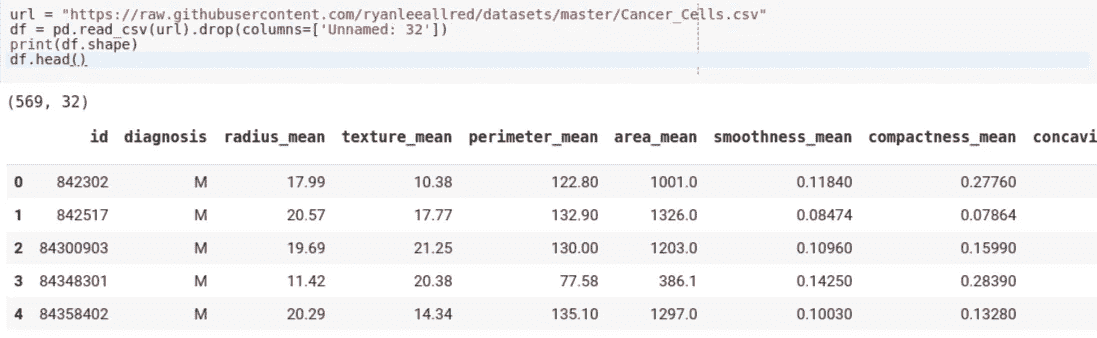 url = "https://raw.githubusercontent.com/ryanleeallred/datasets/master/Cancer_Cells.csv"
df = pd.read_csv(url).drop(columns=['Unnamed: 32'])
print(df.shape)
df.head()
(569, 32)
id diagnosis radius_mean texture_mean perimeter_mean area_mean smoothness_mean compactness_mean concavi
0 842302 M 17.99 10.38 122.80 1001.0 0.11840 0.27760
1 842517 M 20.57 17.77 132.90 1326.0 0.08474 0.07864
2 84300903 M 19.69 21.25 130.00 1203.0 0.10960 0.15990
3 84348301 M 11.42 20.38 77.58 386.1 0.14250 0.28390
4 84358402 M 20.29 14.34 135.10 1297.0 0.10030 0.13280